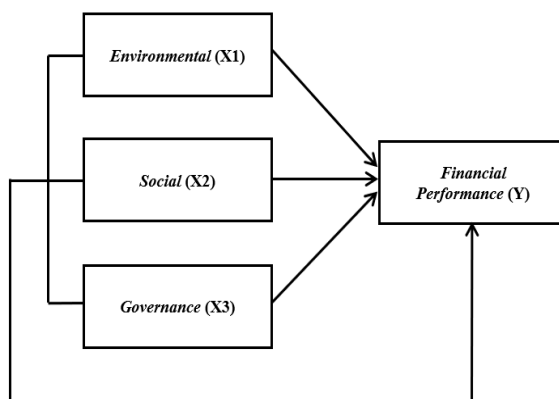 Environmental (X1)
Social (X2)
Financial
Performance (Y)
Governance (X3)